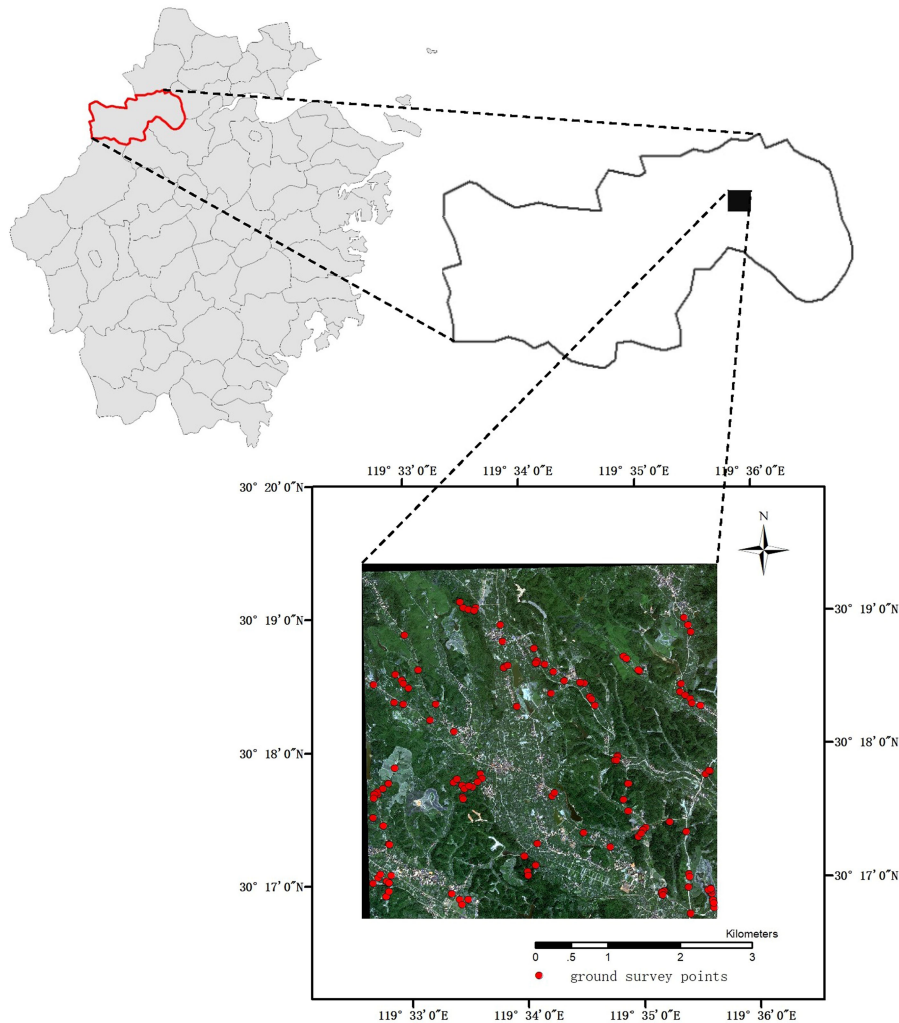 119° 33′0″E 119° 34′0″E 119° 35′0″E 119° 36′0″E
30° 20′0″N
N
30° 19′0″N
30° 19′0″N
30° 18′0″N
30° 18′0″N
30° 17′0″N
30° 17′0″N
Kilometers
0 .5 1 2 3
ground survey points
119° 33′0″E 119° 34′0″E 119° 35′0″E 119° 36′0″E